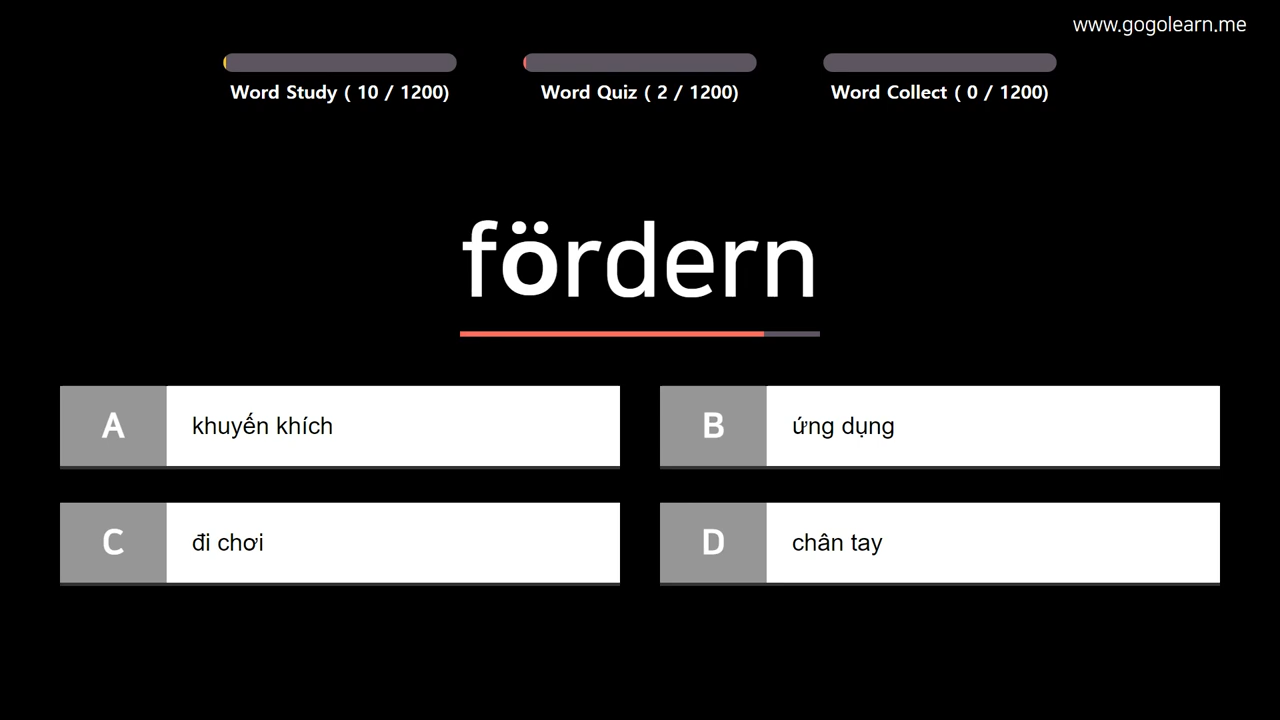 www.gogolearn.me
Word Study ( 10 / 1200)
Word Quiz ( 2 / 1200)
Word Collect ( 0 / 1200)
fördern
A khuyến khích
B ứng dụng
C đi chơi
D chân tay